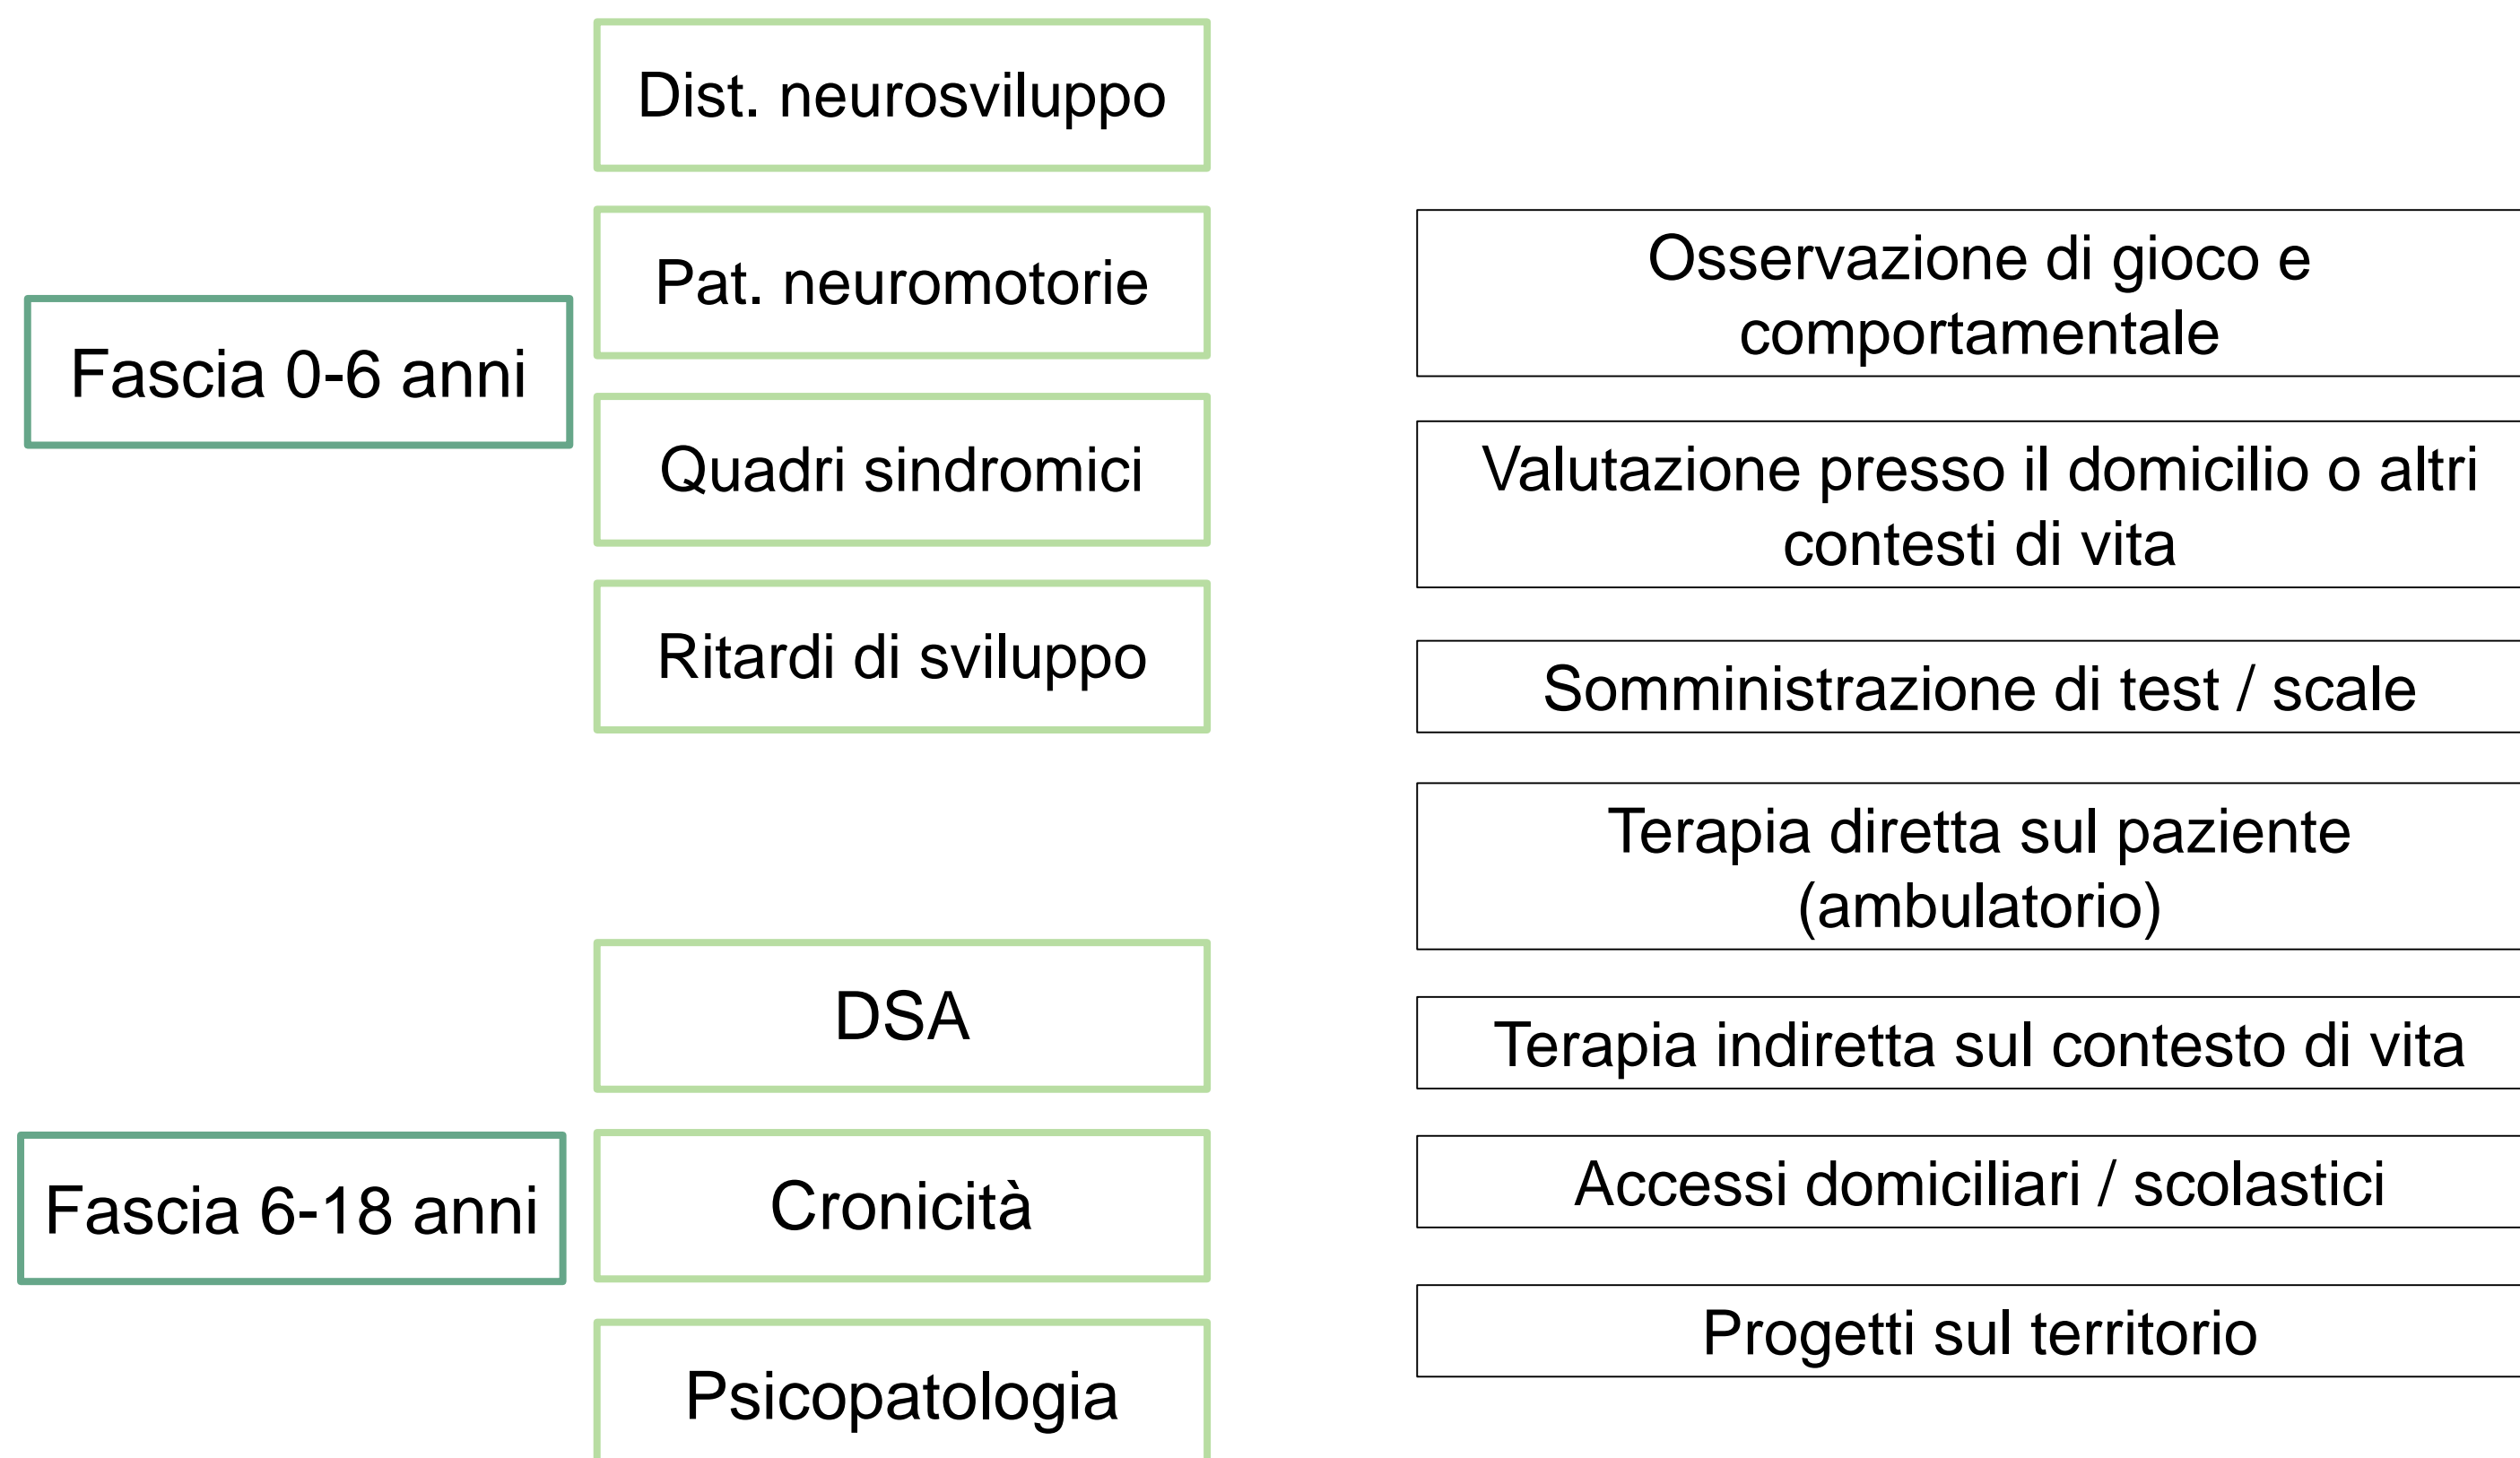 Fascia 0-6 anni
Dist. neurosviluppo
Pat. neuromotorie
Quadri sindromici
Ritardi di sviluppo
Fascia 6-18 anni
DSA
Cronicità
Psicopatologia
Osservazione di gioco e
comportamentale
Valutazione presso il domicilio o altri
contesti di vita
Somministrazione di test / scale
Terapia diretta sul paziente
(ambulatorio)
Terapia indiretta sul contesto di vita
Accessi domiciliari / scolastici
Progetti sul territorio